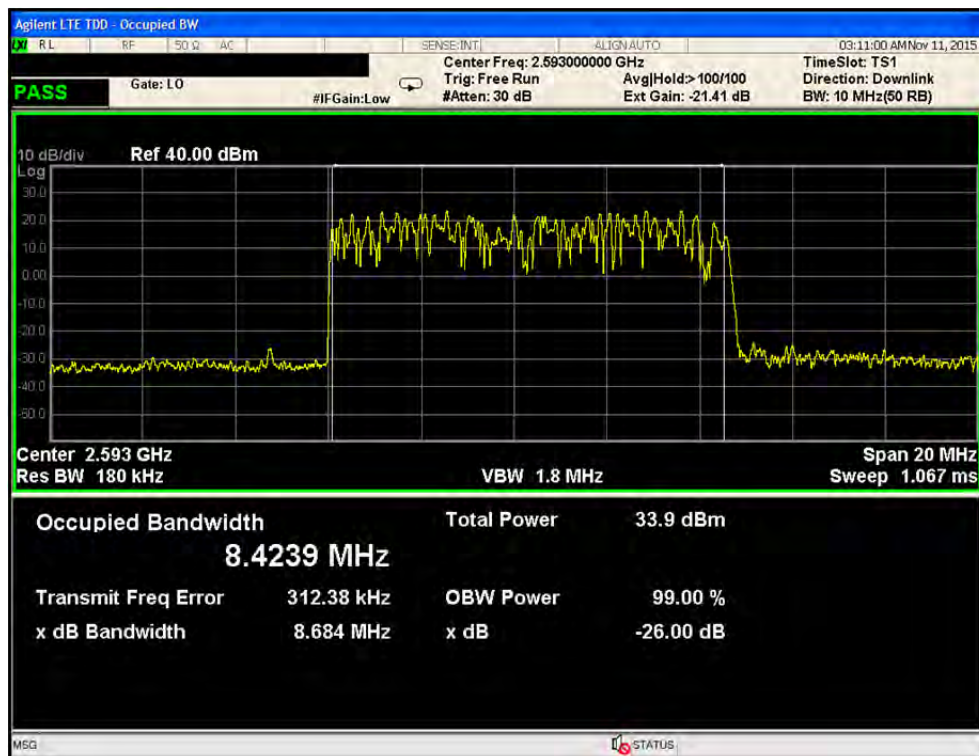 Agilent LTE TDD - Occupied BW
LXI RL RF 50 Ω AC SENSE:INT ALIGN AUTO 03:11:00 AM Nov 11, 2015
Center Freq: 2.593000000 GHz TimeSlot: TS1
PASS Gate: LO Trig: Free Run Avg|Hold:>100/100 Direction: Downlink
#IFGain:Low #Atten: 30 dB Ext Gain: -21.41 dB BW: 10 MHz(50 RB)
10 dB/div Ref 40.00 dBm
Log
30.0
20.0
10.0
0.00
-10.0
-20.0
-30.0
-40.0
-50.0
Center 2.593 GHz Span 20 MHz
Res BW 180 kHz VBW 1.8 MHz Sweep 1.067 ms
Occupied Bandwidth Total Power 33.9 dBm
8.4239 MHz
Transmit Freq Error 312.38 kHz OBW Power 99.00 %
x dB Bandwidth 8.684 MHz x dB -26.00 dB
MSG STATUS